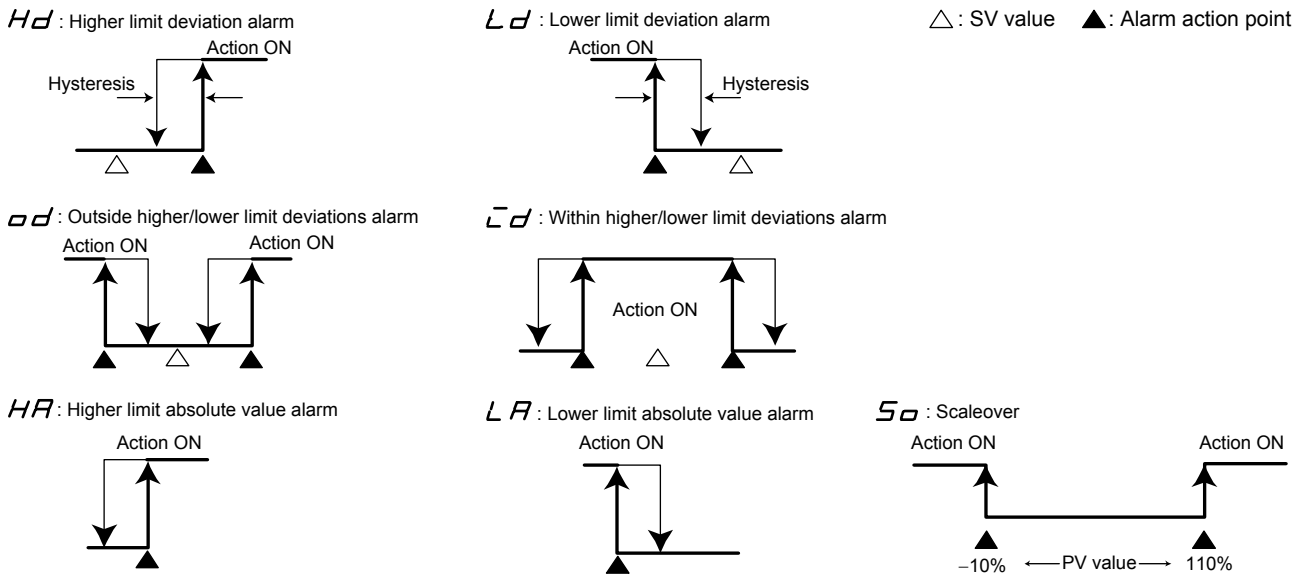 Hd : Higher limit deviation alarm
Ld : Lower limit deviation alarm
△ : SV value ▲ : Alarm action point
Action ON
Hysteresis
Action ON
Hysteresis
od : Outside higher/lower limit deviations alarm
id : Within higher/lower limit deviations alarm
Action ON
Action ON
Action ON
HA : Higher limit absolute value alarm
LA : Lower limit absolute value alarm
So : Scaleover
Action ON
Action ON
Action ON
Action ON
–10% ←PV value→ 110%